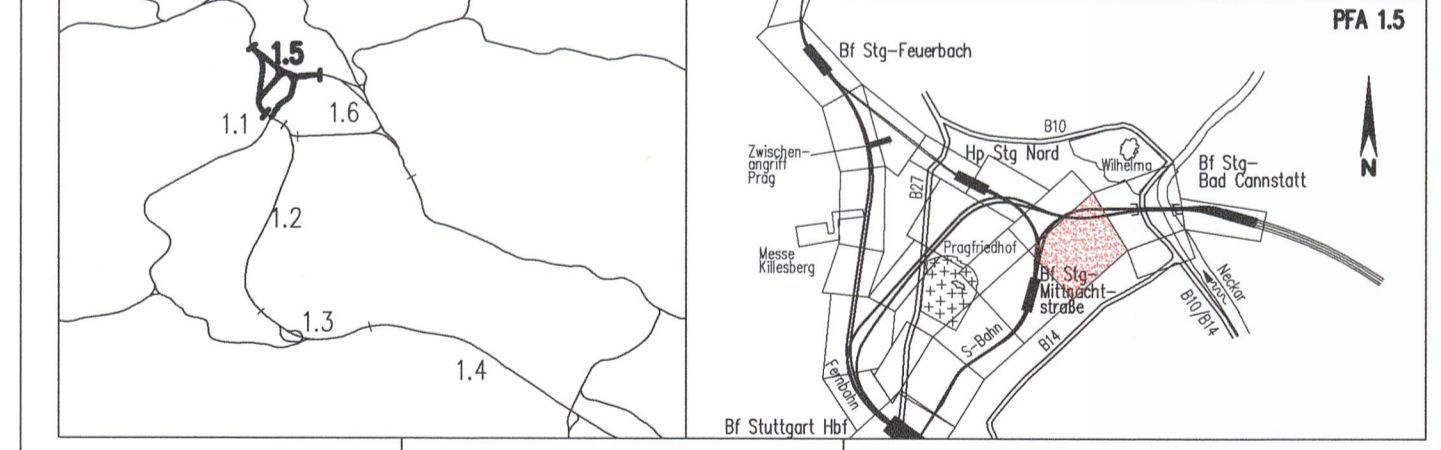 1.5
1.1
1.6
1.2
1.3
1.4
PFA 1.5
Bf Stg-Feuerbach
N
Zwischen-
angriff
Prag
B10
Hp Stg Nord
Wilhelma
Bf Stg-
Bad Cannstatt
B27
Messe
Killesberg
Pragfriedhof
Bf Stg-
Mittnacht-
straße
Neckar
B10/B14
S-Bahn
B14
Fernbahn
Bf Stuttgart Hbf